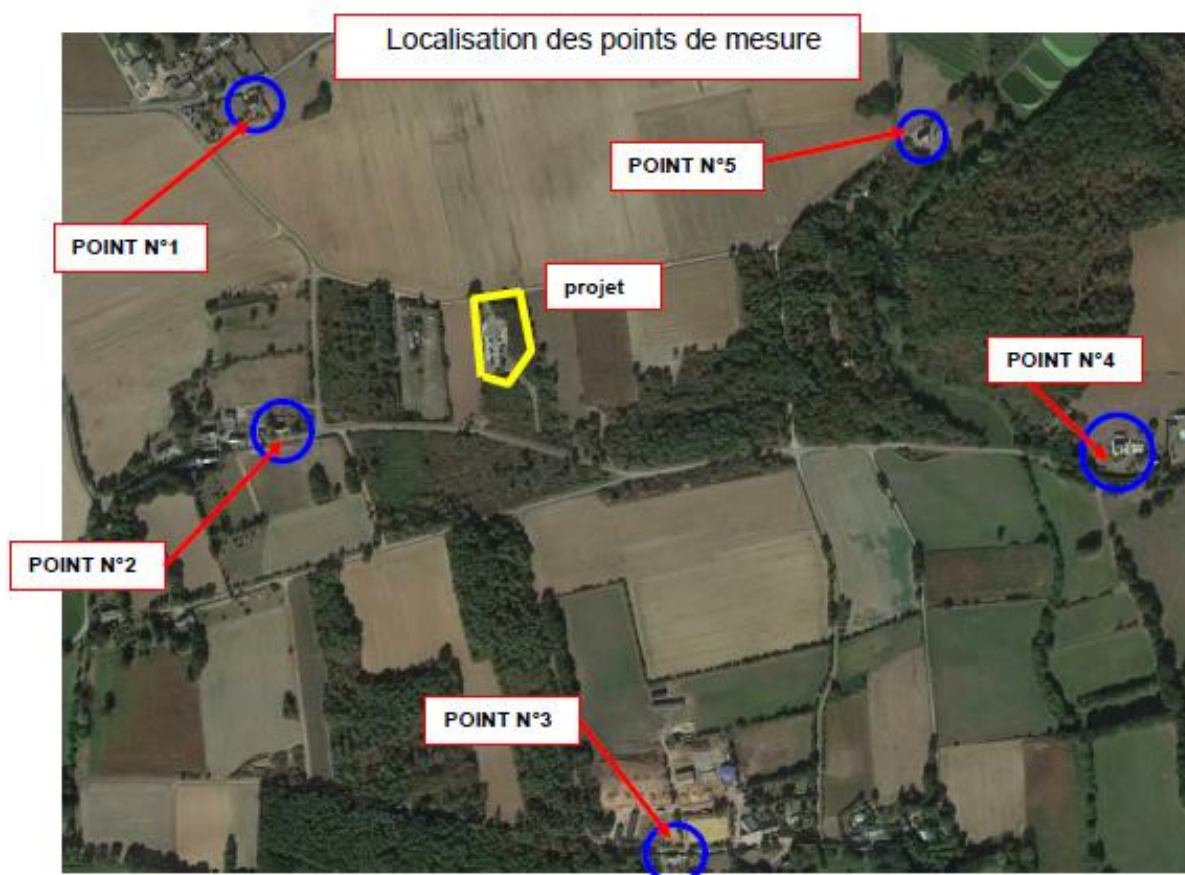 Localisation des points de mesure
POINT N°5
POINT N°1
projet
POINT N°4
POINT N°2
POINT N°3